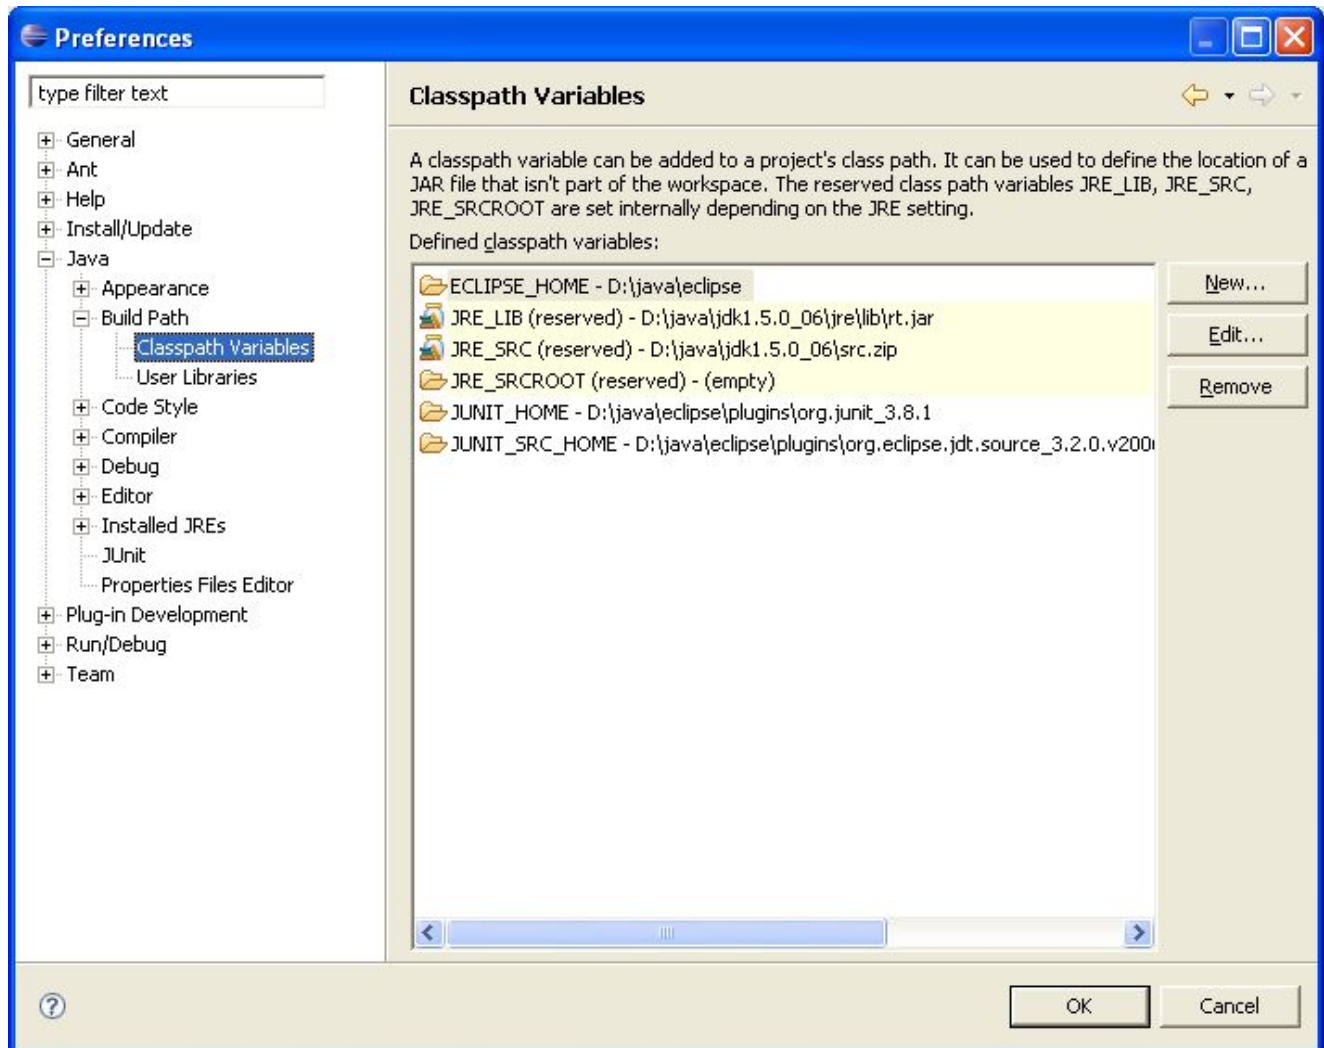 Preferences
type filter text
General
Ant
Help
Install/Update
Java
Appearance
Build Path
Classpath Variables
User Libraries
Code Style
Compiler
Debug
Editor
Installed JREs
JUnit
Properties Files Editor
Plug-in Development
Run/Debug
Team
Classpath Variables
A classpath variable can be added to a project's class path. It can be used to define the location of a
JAR file that isn't part of the workspace. The reserved class path variables JRE_LIB, JRE_SRC,
JRE_SRCROOT are set internally depending on the JRE setting.
Defined classpath variables:
ECLIPSE_HOME - D:\java\eclipse
JRE_LIB (reserved) - D:\java\jdk1.5.0_06\jre\lib\rt.jar
JRE_SRC (reserved) - D:\java\jdk1.5.0_06\src.zip
JRE_SRCROOT (reserved) - (empty)
JUNIT_HOME - D:\java\eclipse\plugins\org.junit_3.8.1
JUNIT_SRC_HOME - D:\java\eclipse\plugins\org.eclipse.jdt.source_3.2.0.v200
New...
Edit...
Remove
OK
Cancel